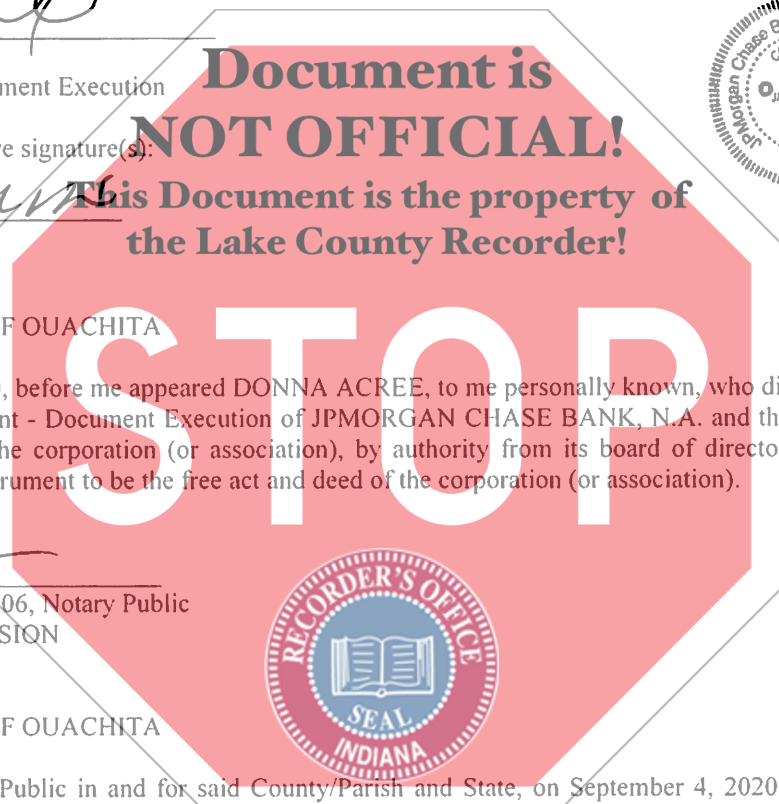 Document is
ment Execution
NOT OFFICIAL!
e signature(s):
This Document is the property of
the Lake County Recorder!
JPMorgan Chase B
STOP
F OUACHITA
, before me appeared DONNA ACREE, to me personally known, who di
nt - Document Execution of JPMORGAN CHASE BANK, N.A. and th
he corporation (or association), by authority from its board of directo
rument to be the free act and deed of the corporation (or association).
RECORDER'S OFFICE
SEAL
INDIANA
06, Notary Public
SION
F OUACHITA
Public in and for said County/Parish and State, on September 4, 2020